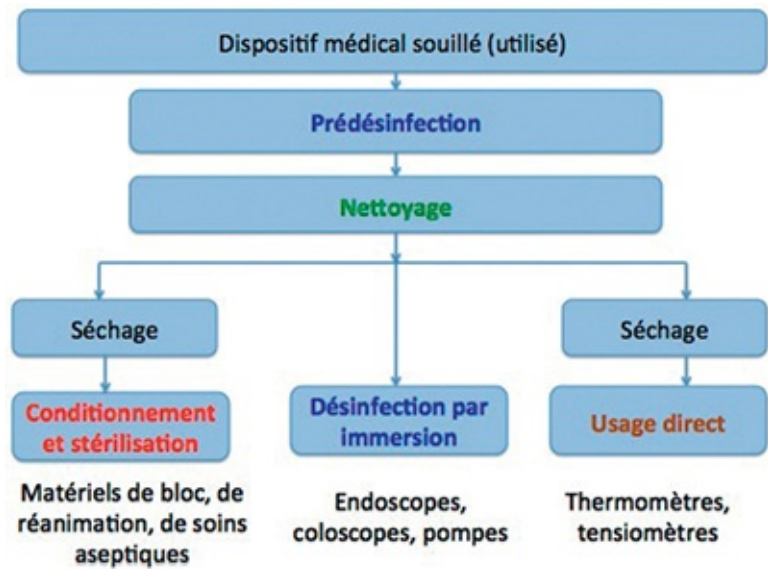 Dispositif médical souillé (utilisé)
Prédésinfection
Nettoyage
Séchage
Séchage
Conditionnement
et stérilisation
Désinfection par
immersion
Usage direct
Matériels de bloc, de
réanimation, de soins
aseptiques
Endoscopes,
coloscopes, pompes
Thermomètres,
tensiomètres